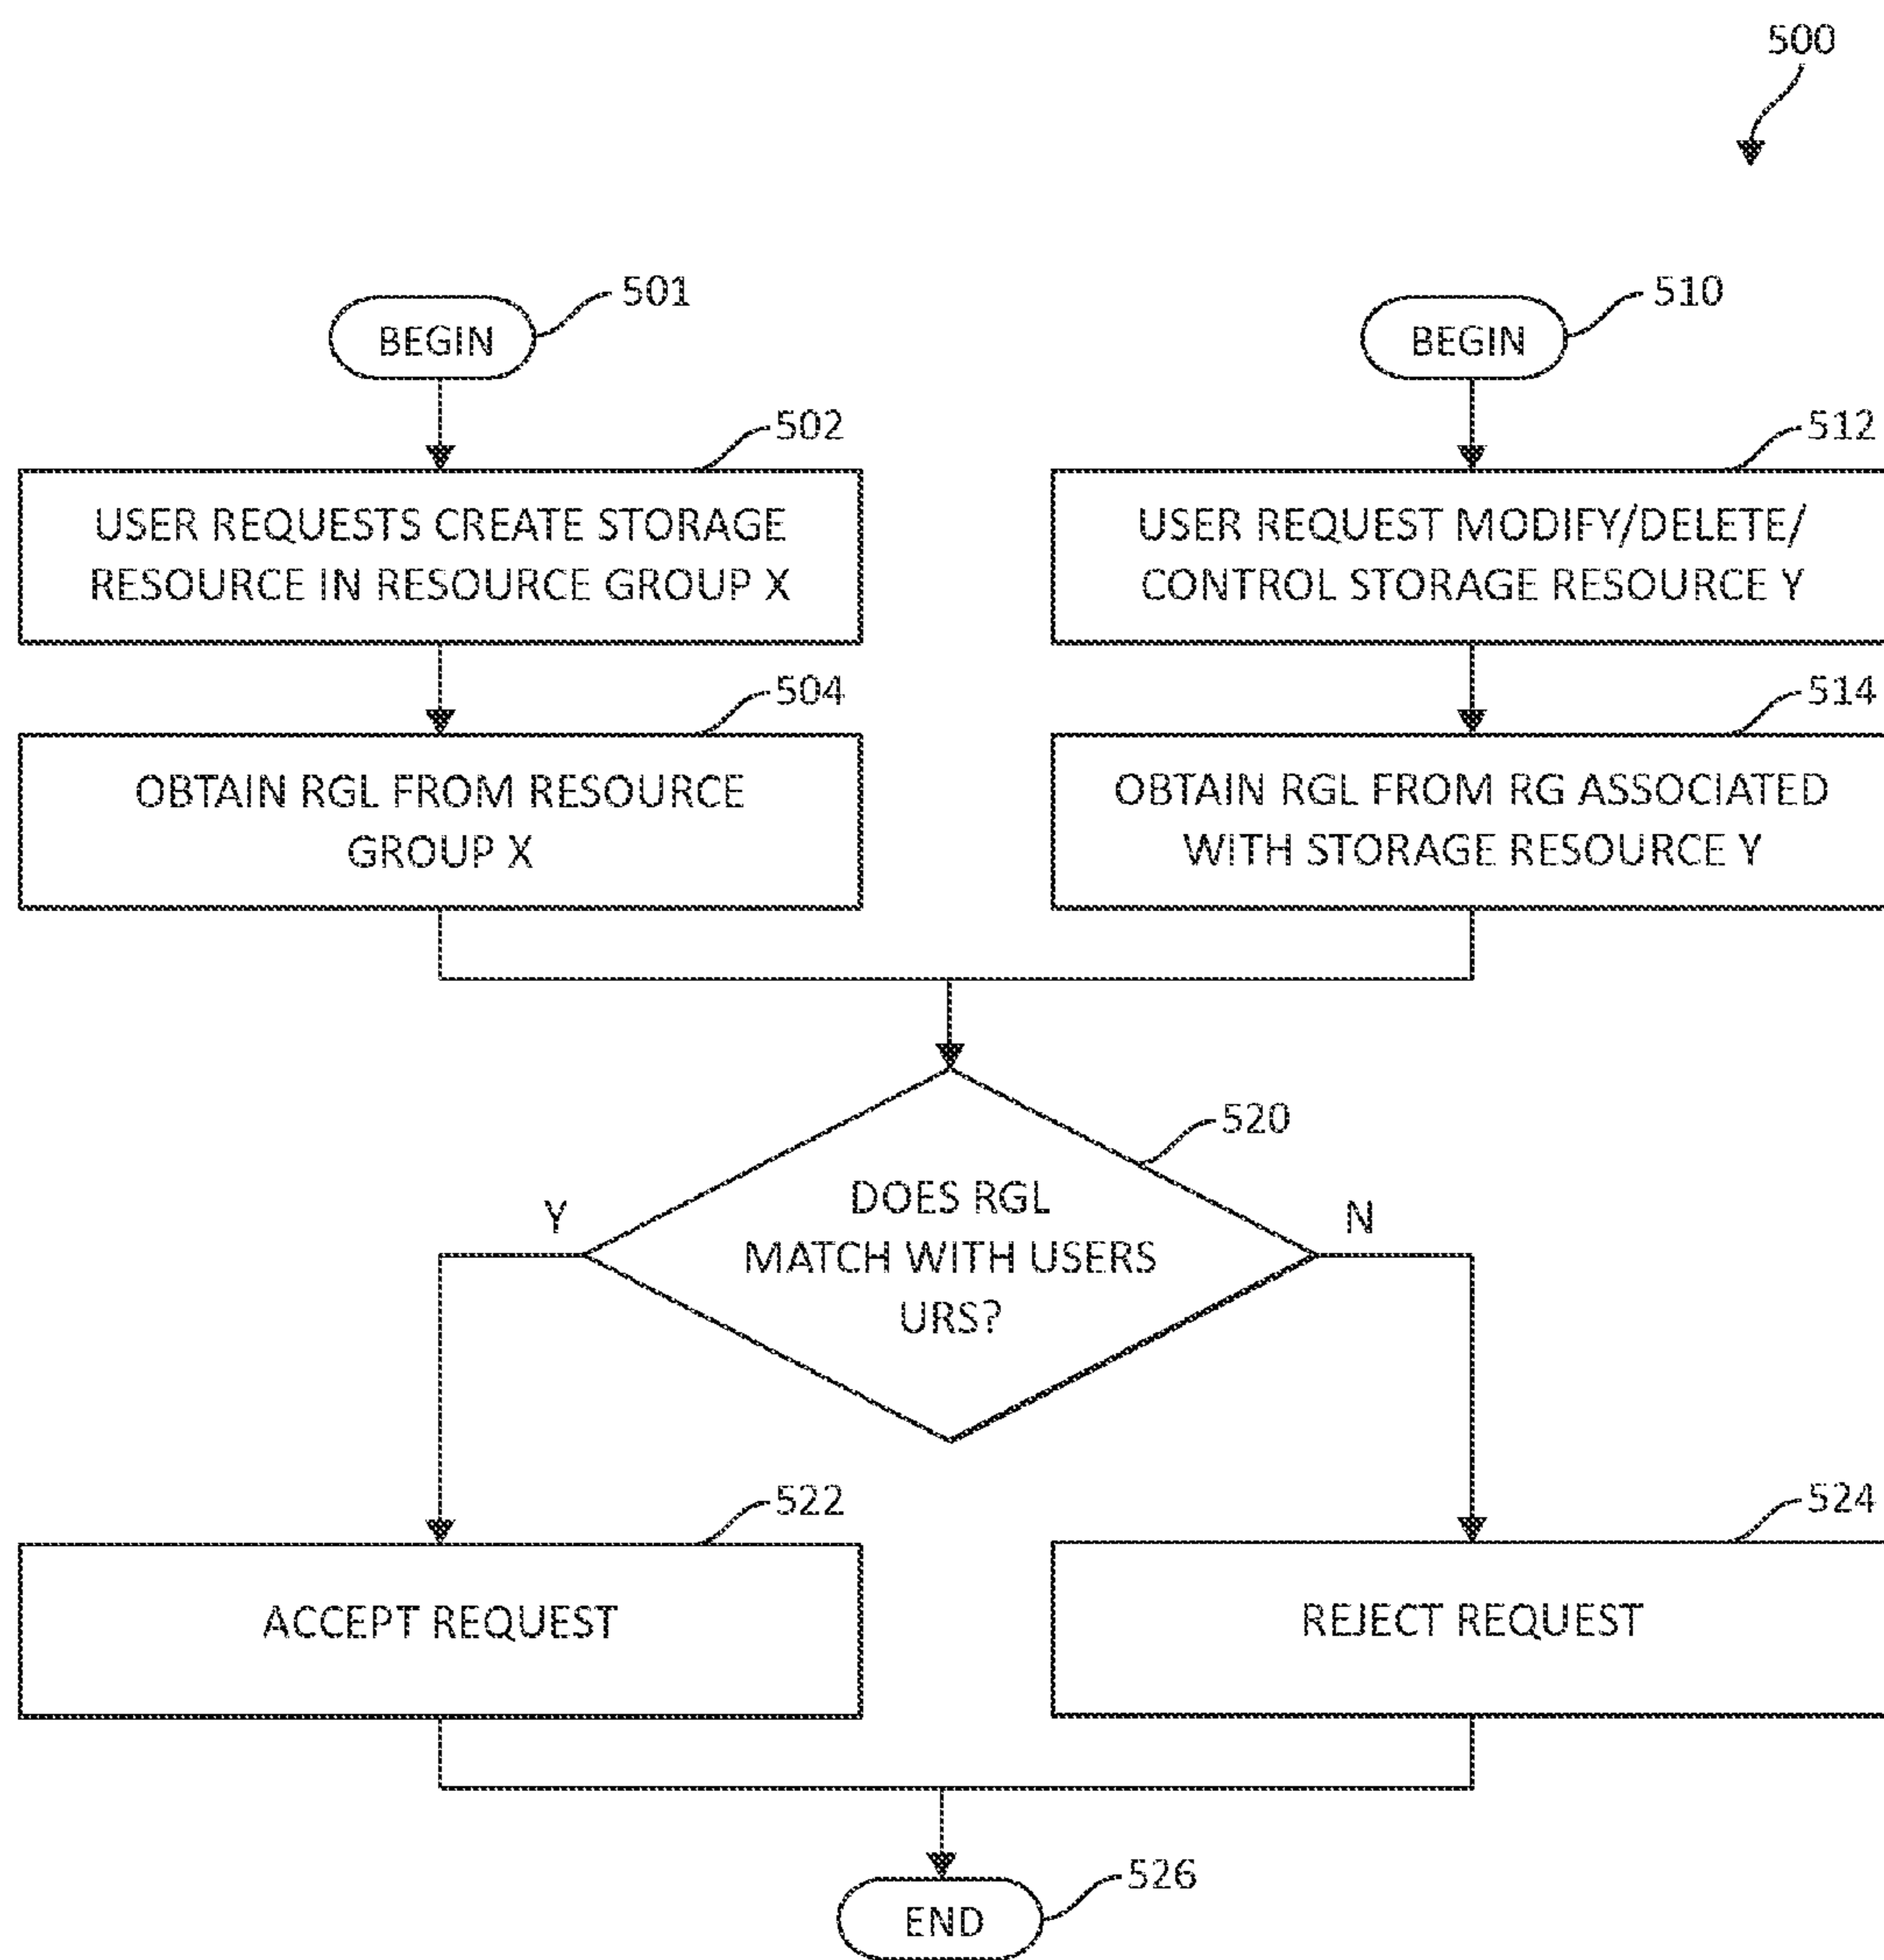 500
501
BEGIN
510
BEGIN
502
USER REQUESTS CREATE STORAGE
RESOURCE IN RESOURCE GROUP X
512
USER REQUEST MODIFY/DELETE/
CONTROL STORAGE RESOURCE Y
504
OBTAIN RGL FROM RESOURCE
GROUP X
514
OBTAIN RGL FROM RG ASSOCIATED
WITH STORAGE RESOURCE Y
520
DOES RGL
MATCH WITH USERS
URS?
Y
N
522
ACCEPT REQUEST
524
REJECT REQUEST
526
END